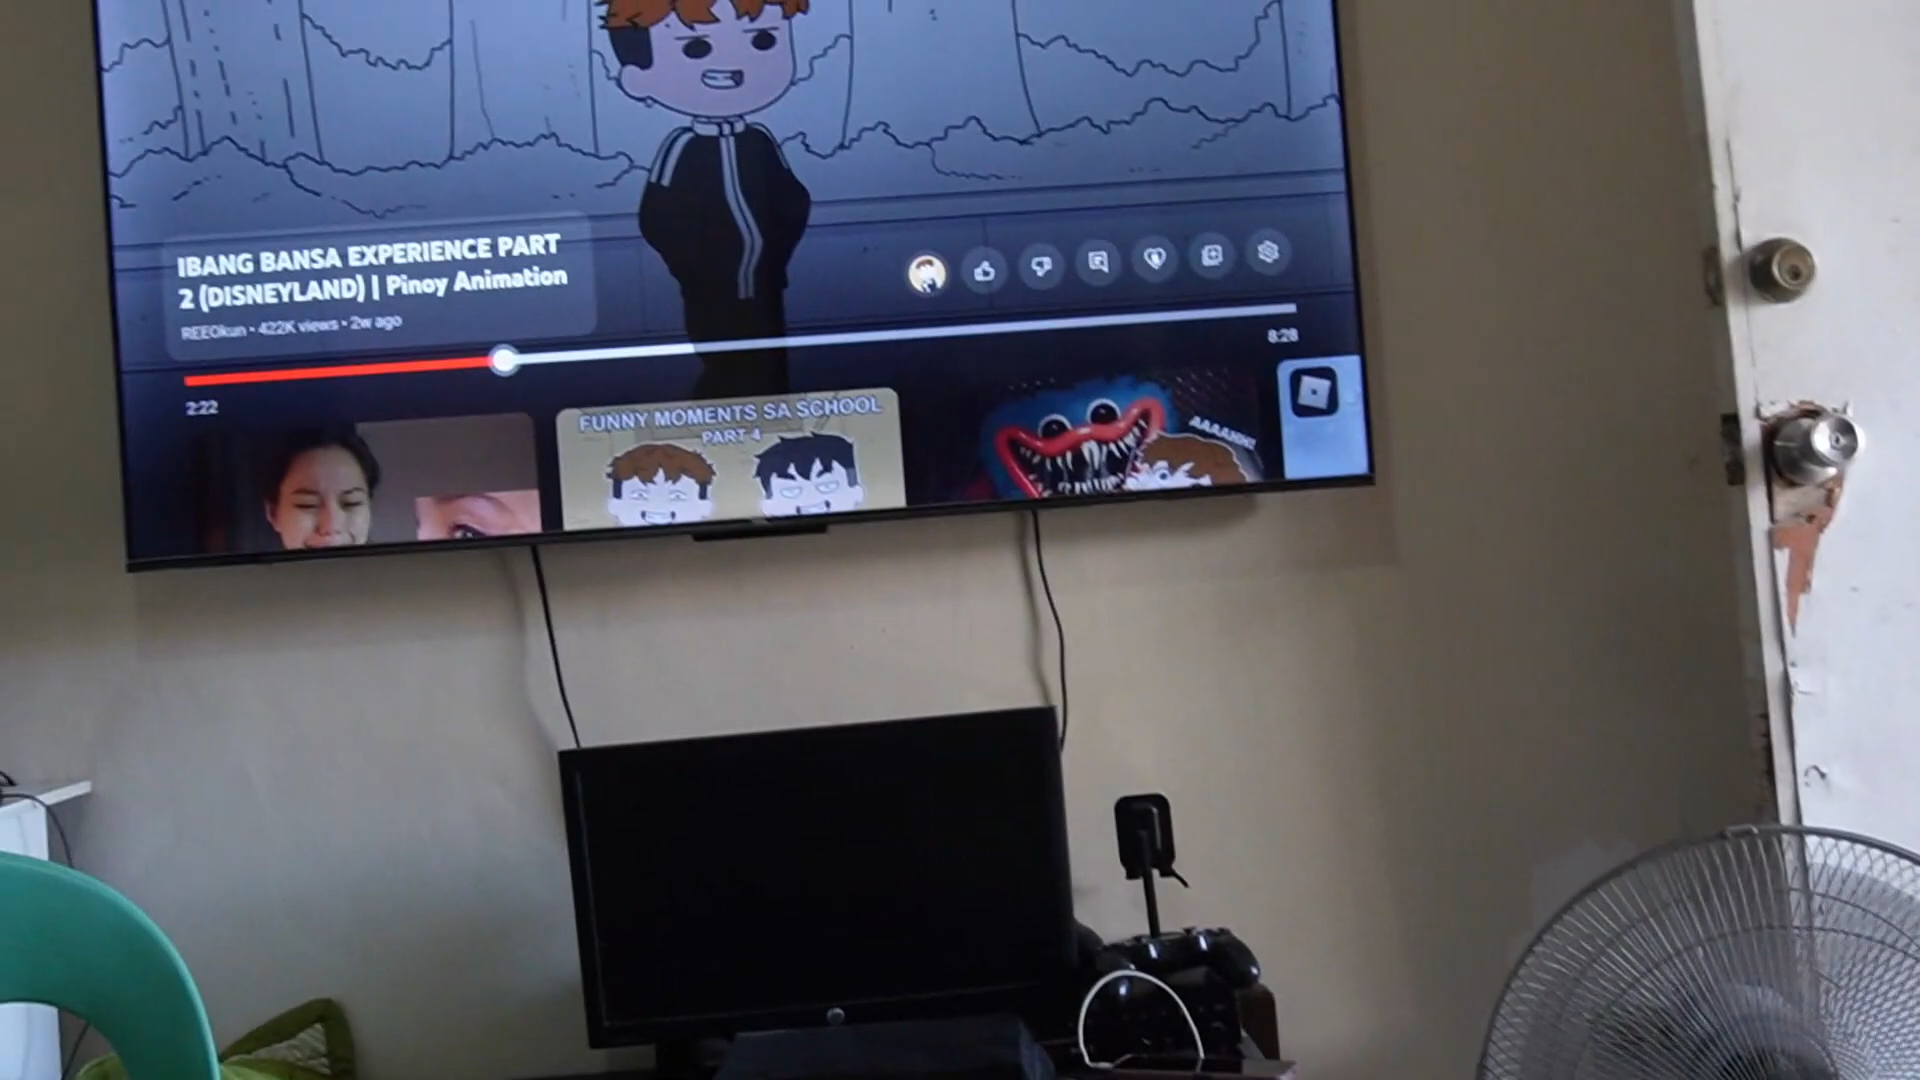 IBANG BANSA EXPERIENCE PART
2 (DISNEYLAND) | Pinoy Animation
REEOkun • 422K views • 2w ago
8:28
2:22
FUNNY MOMENTS SA SCHOOL
PART 4
AAAAHH!